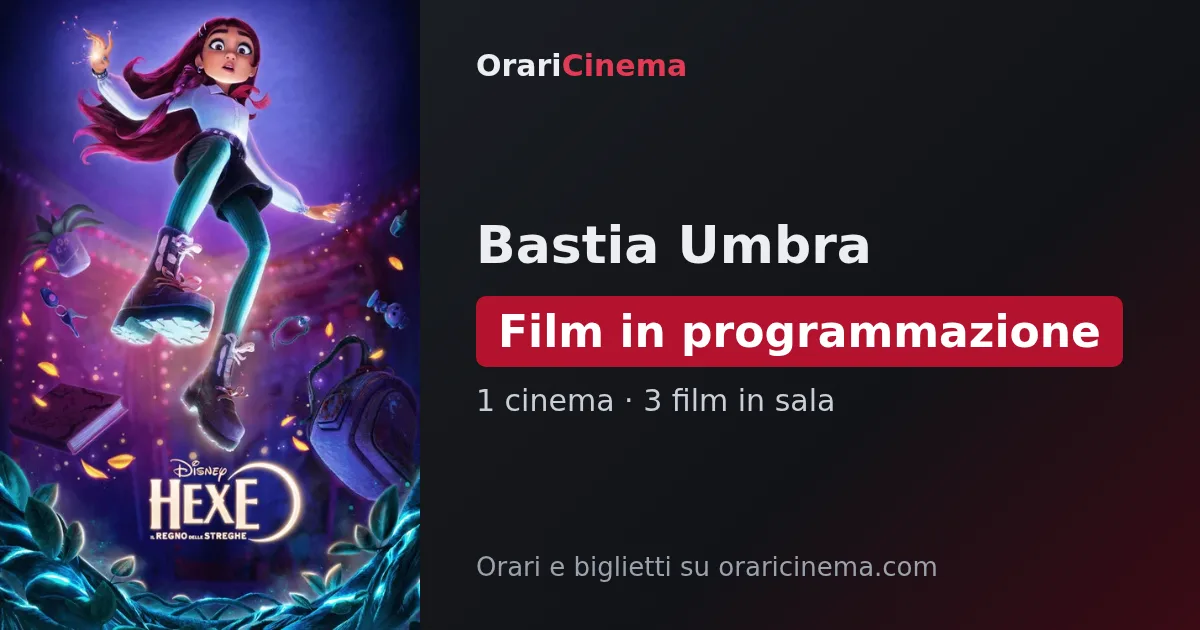 Disney
HEXE
IL REGNO DELLE STREGHE
OrariCinema
Bastia Umbra
Film in programmazione
1 cinema · 3 film in sala
Orari e biglietti su oraricinema.com